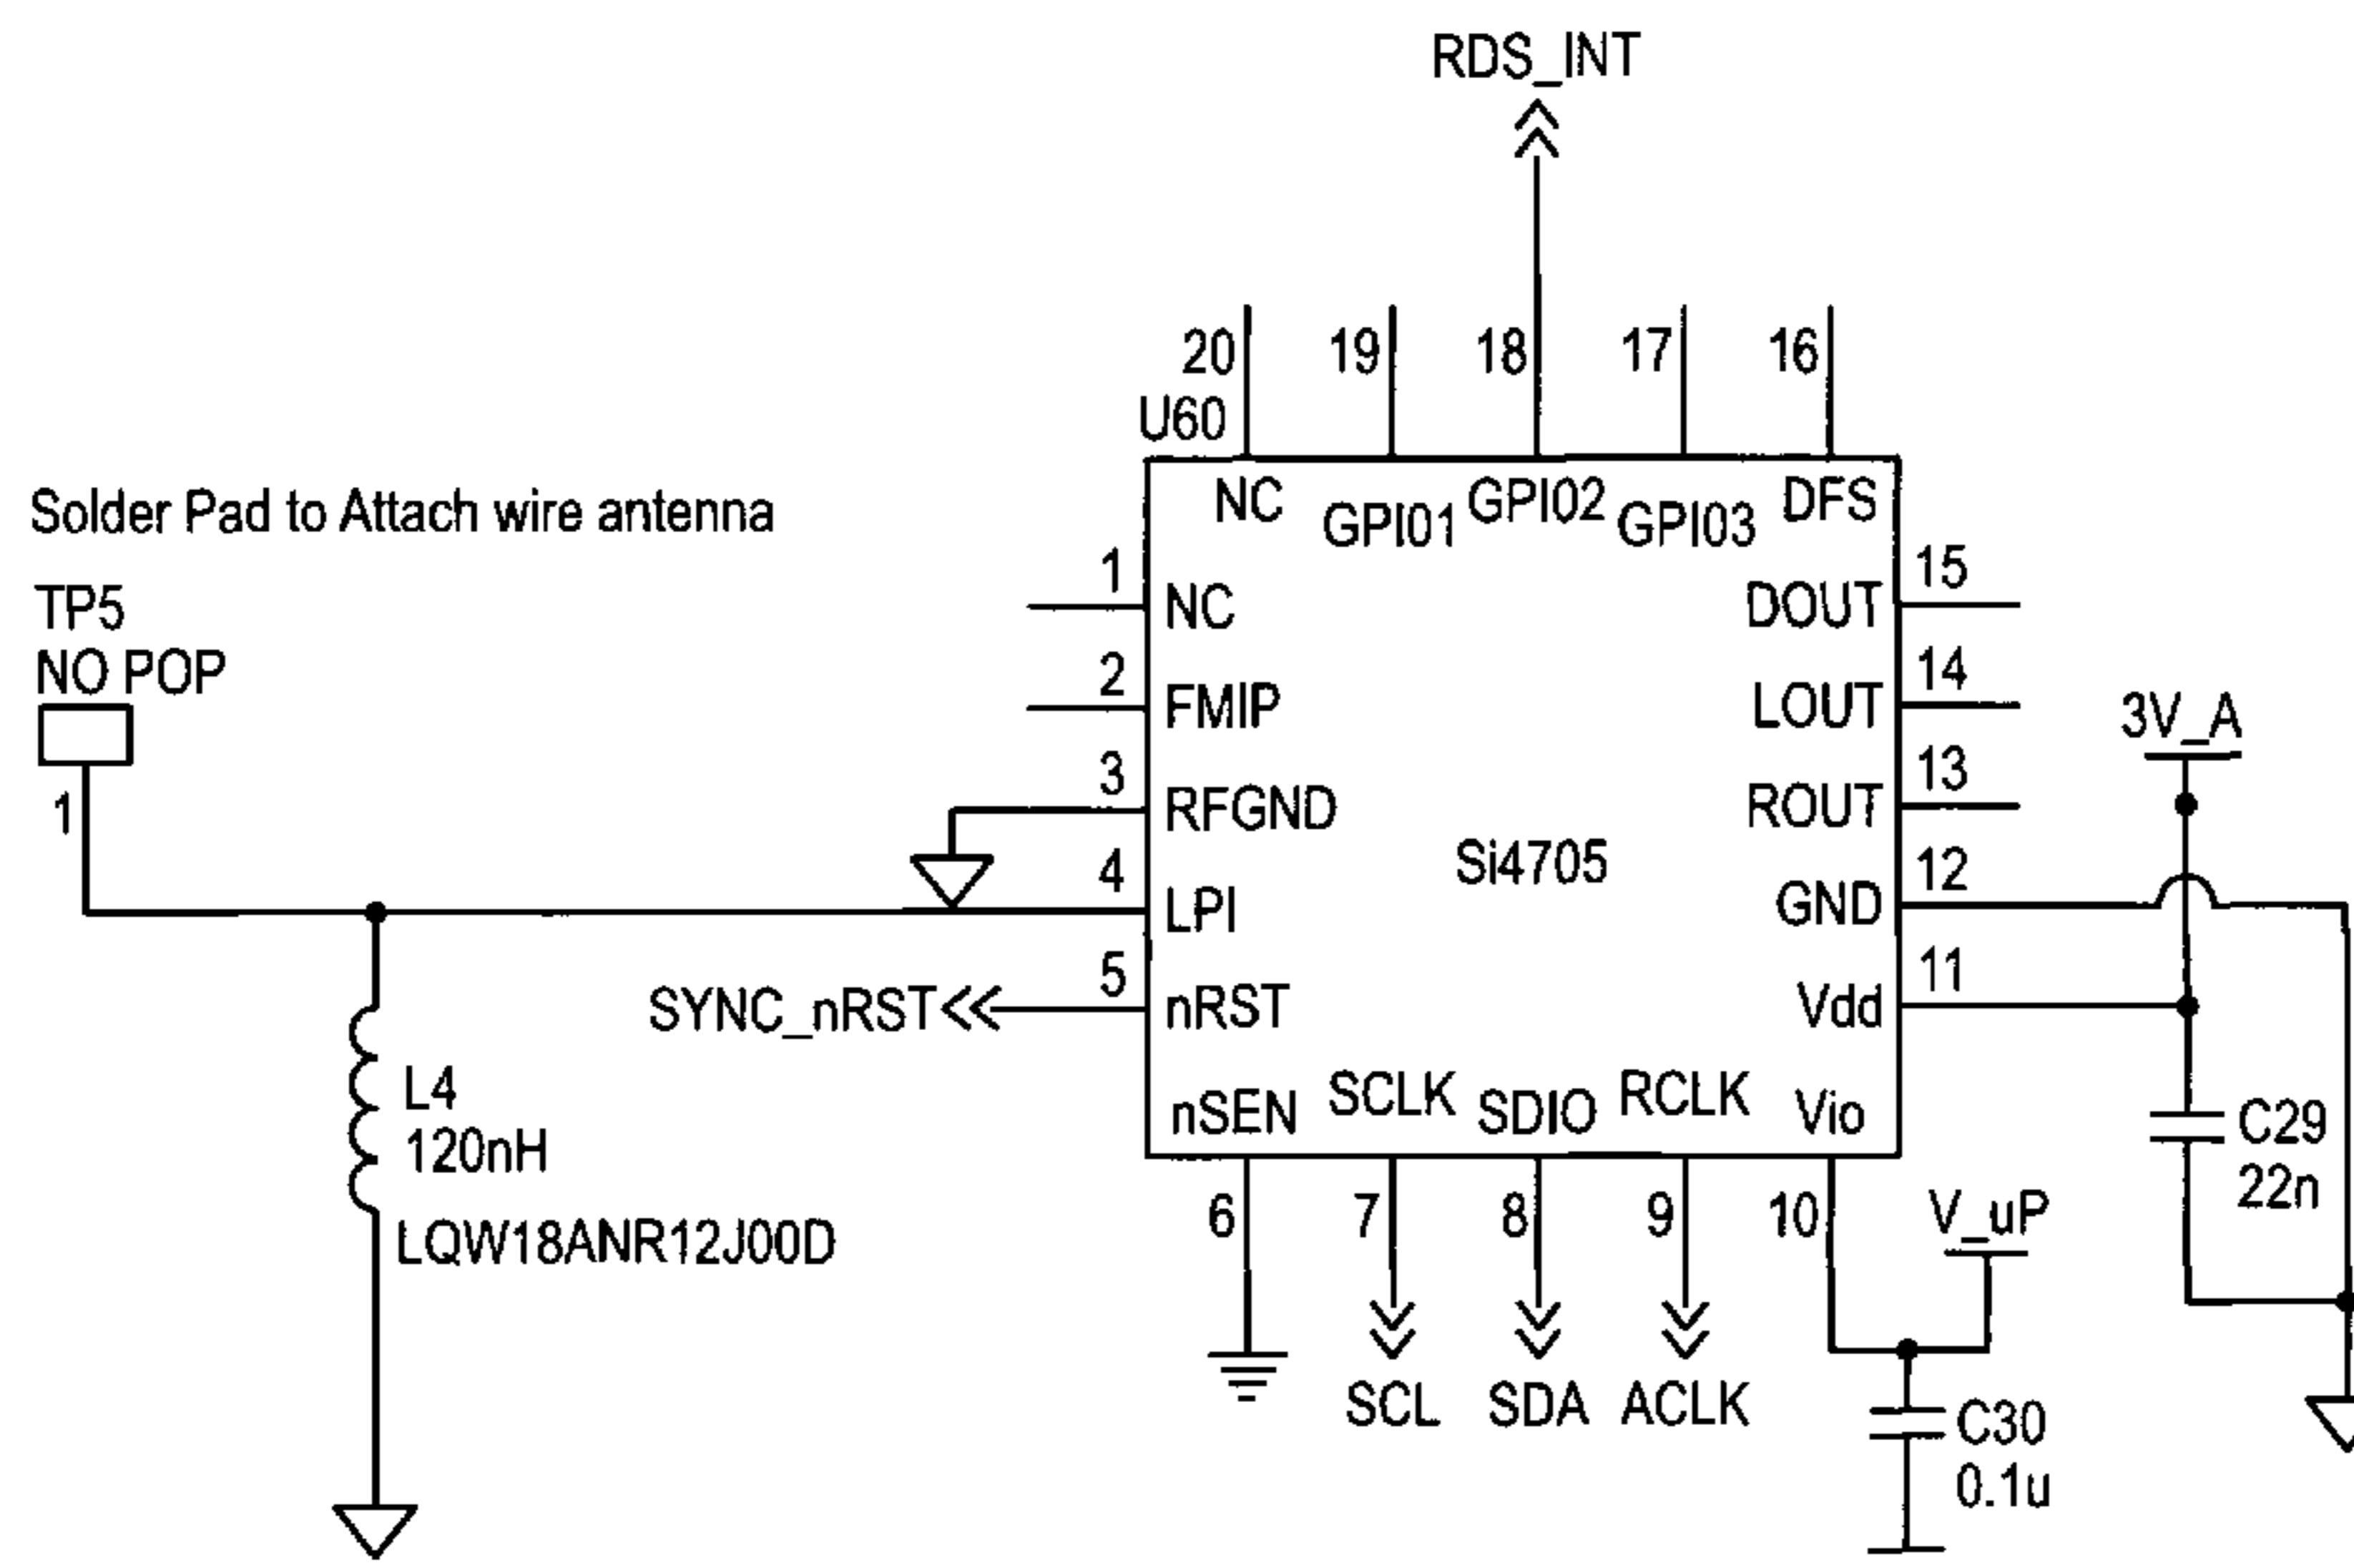 RDS_INT
20
19
18
17
16
U60
NC
GPI01
GPI02
GPI03
DFS
Solder Pad to Attach wire antenna
TP5
NO POP
1
1
NC
2
FMIP
3
RFGND
4
LPI
5
nRST
SYNC_nRST
Si4705
15
DOUT
14
LOUT
13
ROUT
12
GND
11
Vdd
3V_A
nSEN
SCLK
SDIO
RCLK
Vio
6
7
8
9
10
SCL
SDA
ACLK
V_uP
C29
22n
C30
0.1u
L4
120nH
LQW18ANR12J00D